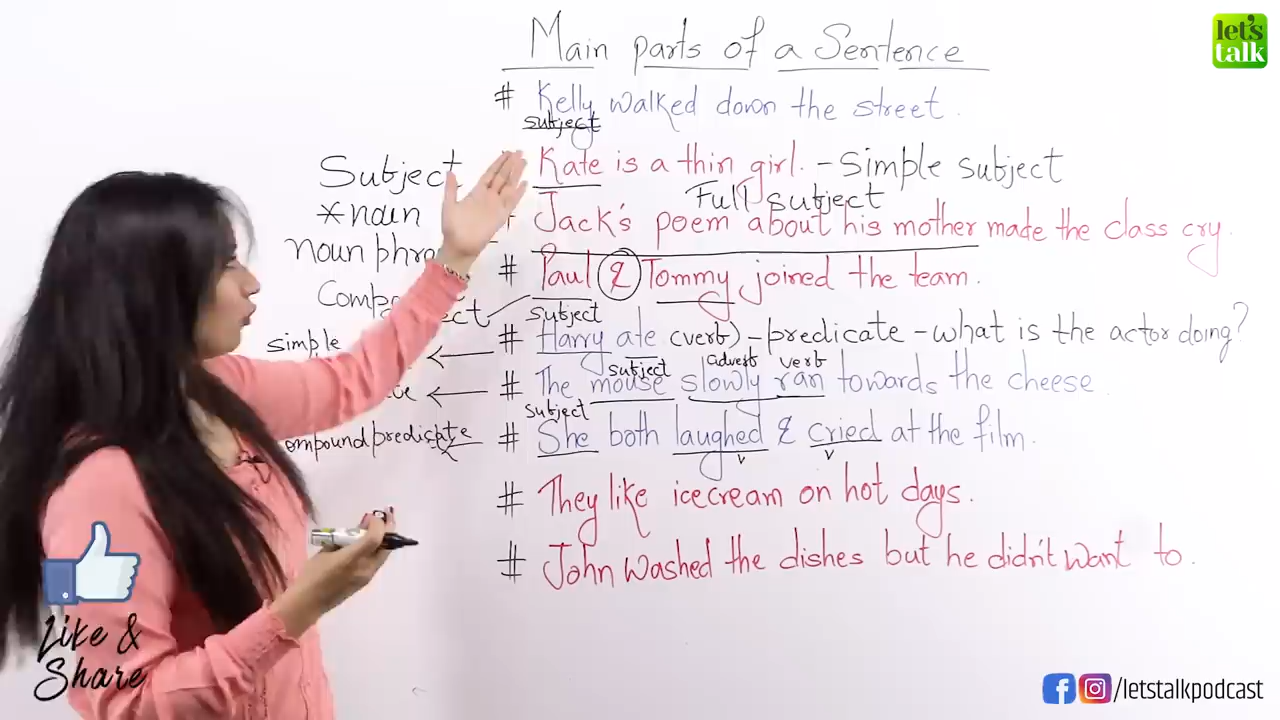 let's
talk
Main parts of a Sentence
# Kelly walked down the street.
subject
Kate is a thin girl. - Simple subject
Full subject
# Jack's poem about his mother made the class cry.
# Paul & Tommy joined the team.
subject
# Harry ate (verb) - predicate - what is the actor doing?
subject adverb verb
# The mouse slowly ran towards the cheese
subject
# She both laughed & cried at the film.
v v
# They like icecream on hot days.
# John washed the dishes but he didn't want to.
Subject
*noun
noun phr
simple
ompound predicate
Like &
Share
/letstalkpodcast